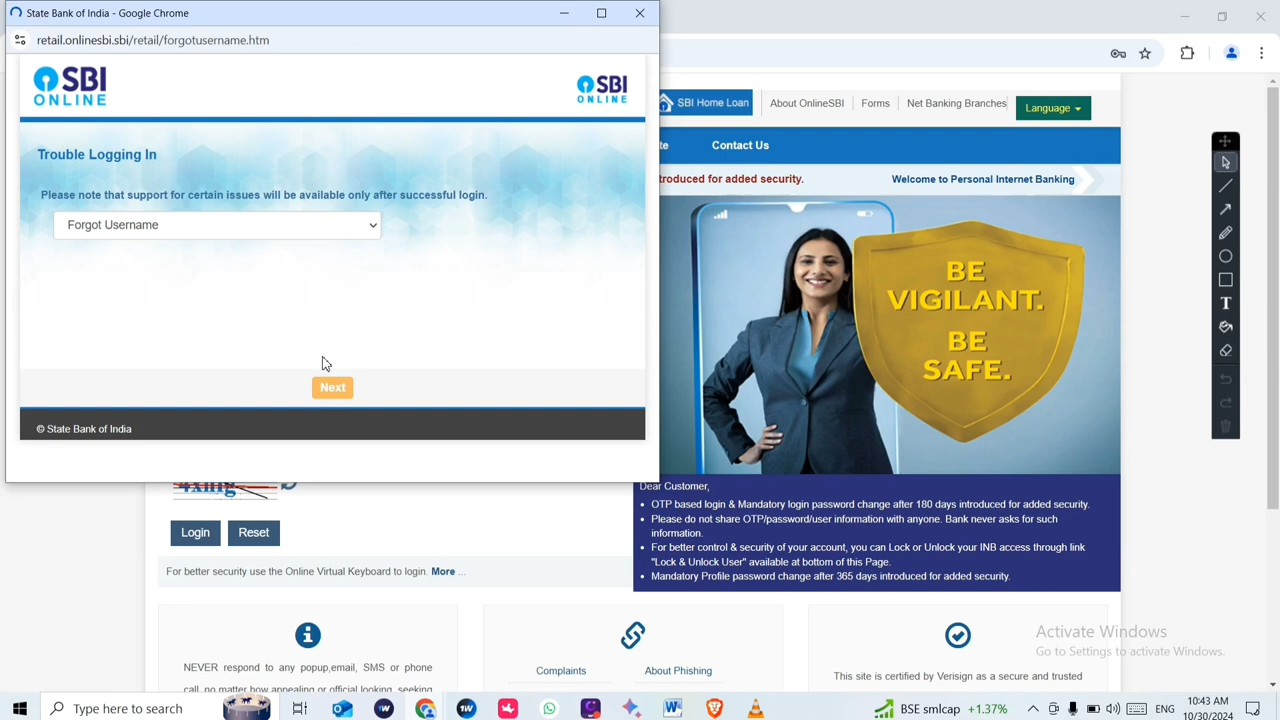 State Bank of India - Google Chrome
retail.onlinesbi.sbi/retail/forgotusername.htm
SBI
ONLINE
SBI
ONLINE
Trouble Logging In
Please note that support for certain issues will be available only after successful login.
Forgot Username
Next
© State Bank of India
SBI Home Loan
About OnlineSBI
Forms
Net Banking Branches
Language
te
Contact Us
troduced for added security.
Welcome to Personal Internet Banking
BE
VIGILANT.
BE
SAFE.
Dear Customer,
• OTP based login & Mandatory login password change after 180 days introduced for added security.
• Please do not share OTP/password/user information with anyone. Bank never asks for such
information.
• For better control & security of your account, you can Lock or Unlock your INB access through link
"Lock & Unlock User" available at bottom of this Page.
• Mandatory Profile password change after 365 days introduced for added security.
Login
Reset
For better security use the Online Virtual Keyboard to login. More ...
NEVER respond to any popup,email, SMS or phone
call, no matter how appealing or official looking, seeking
Complaints
About Phishing
This site is certified by Verisign as a secure and trusted
T
Activate Windows
Go to Settings to activate Windows.
Type here to search
BSE smlcap +1.37%
ENG
10:43 AM
10/30/2024